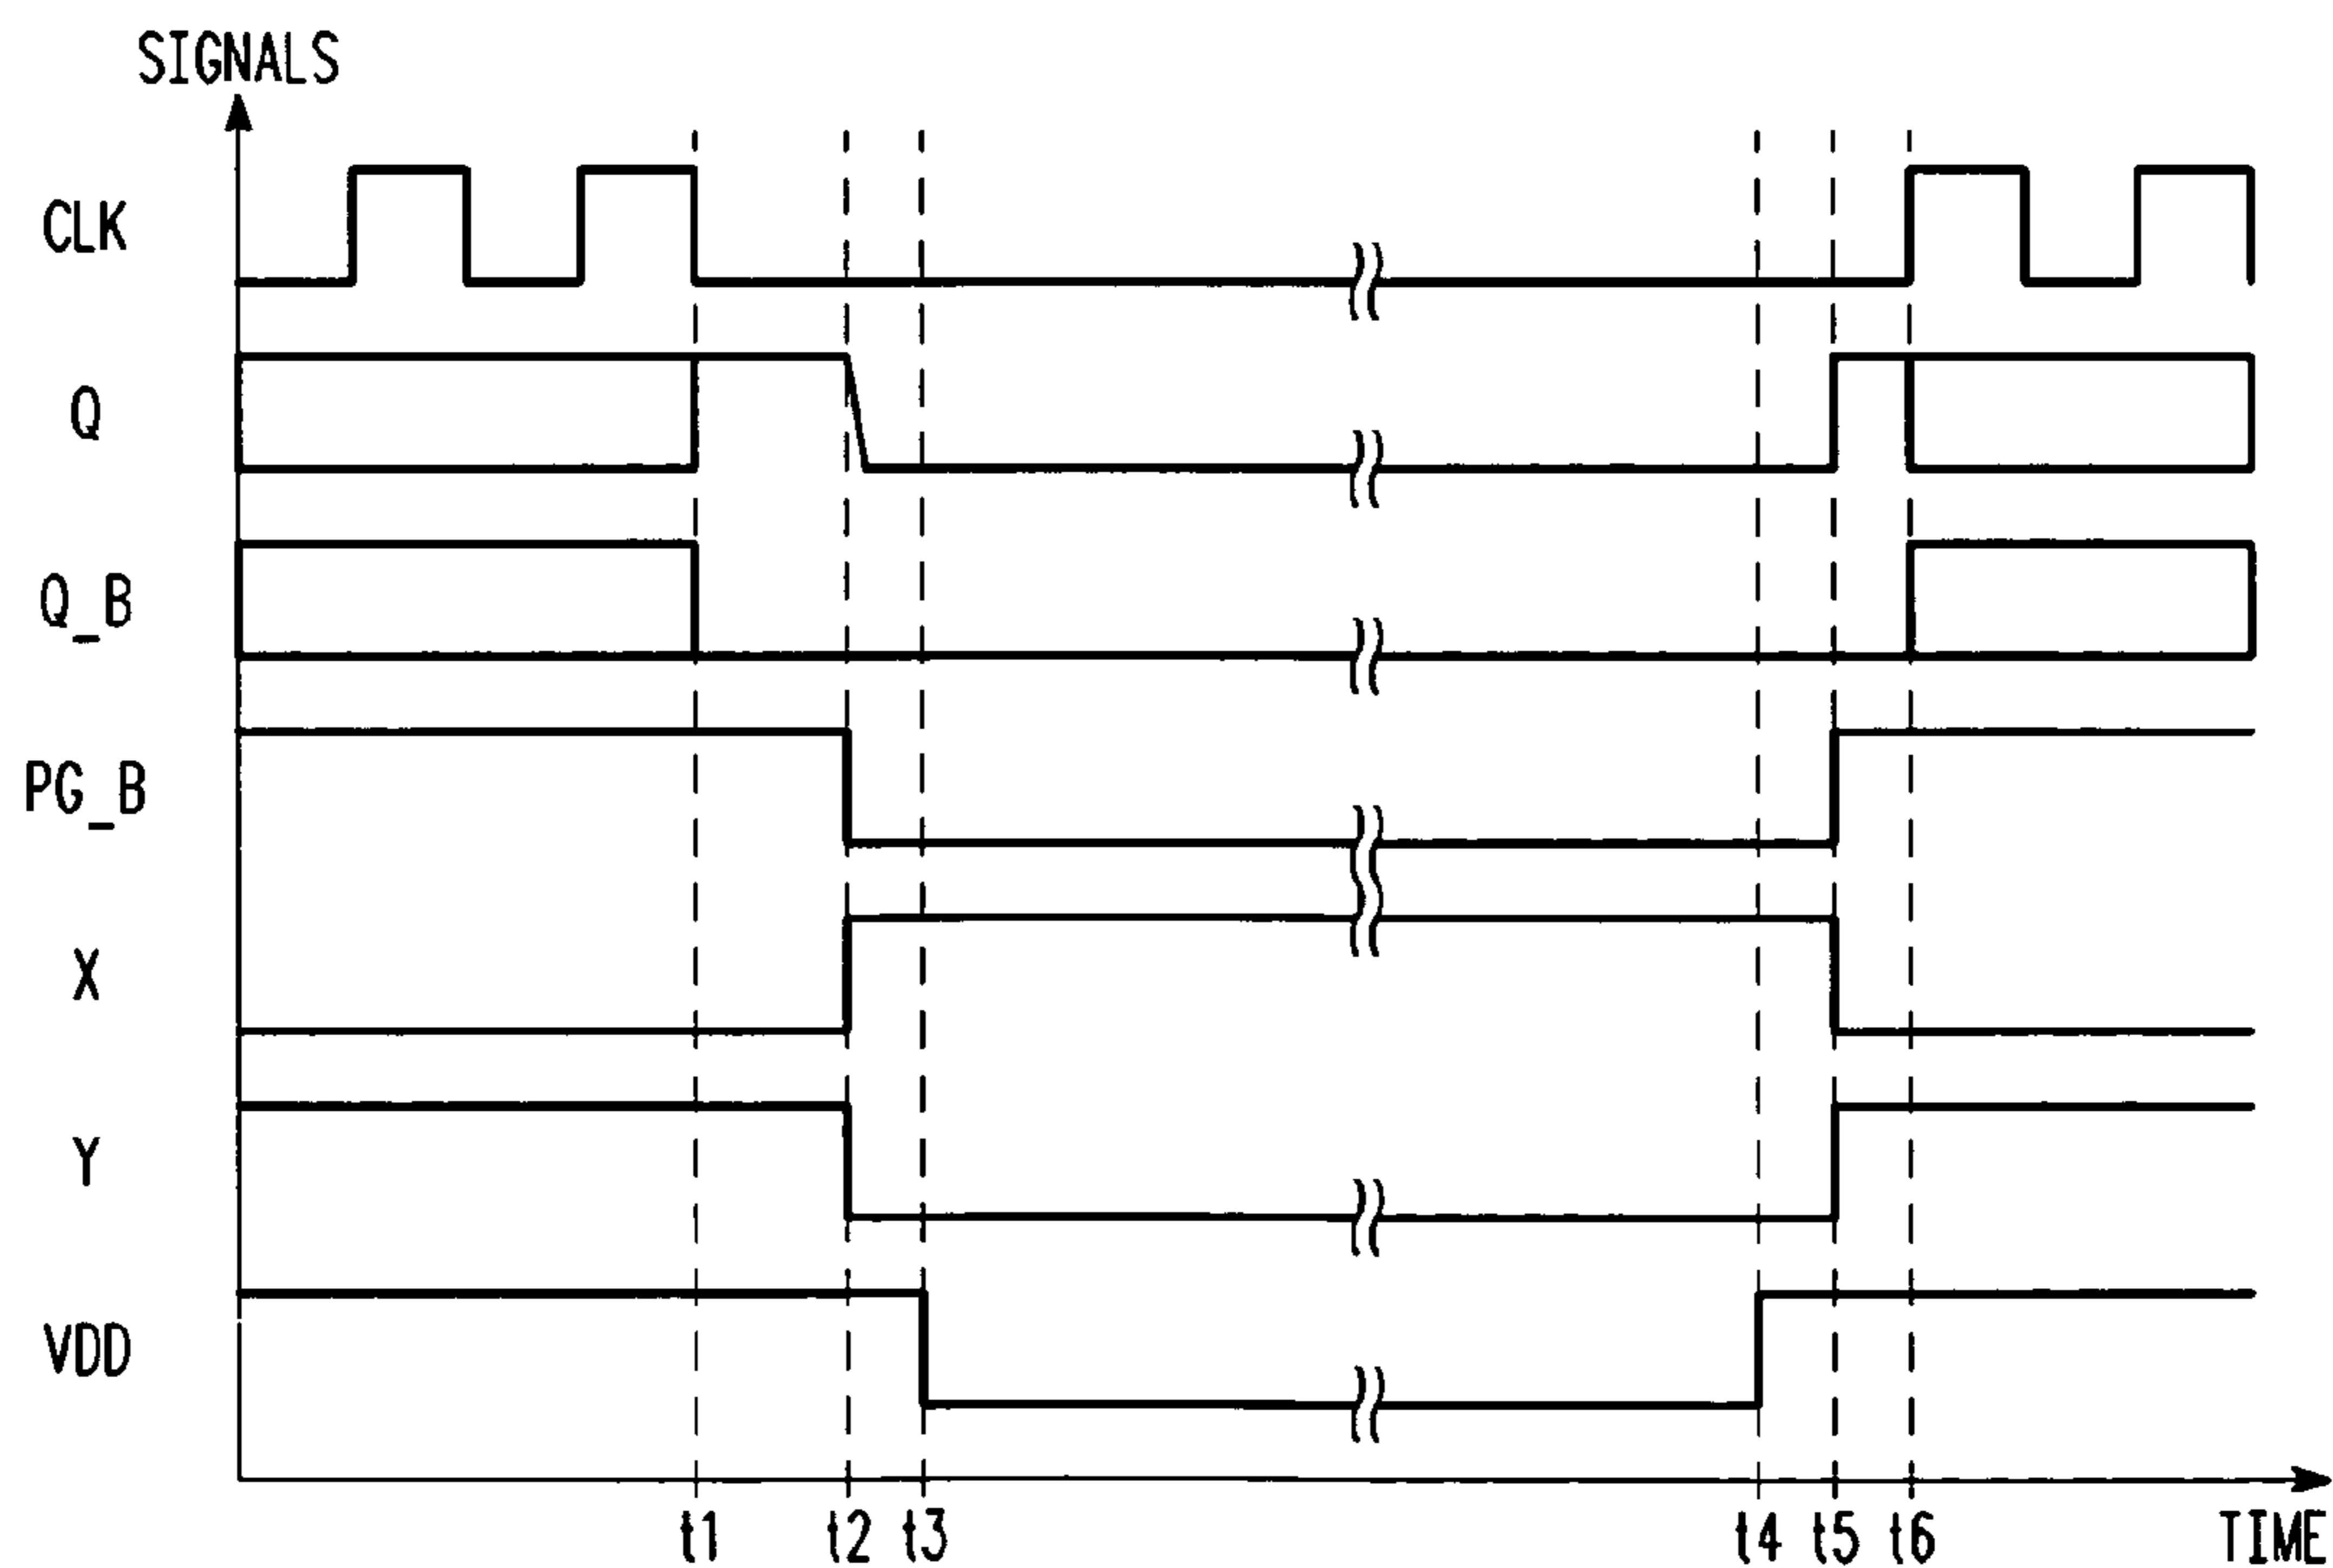 SIGNALS
CLK
Q
Q_B
PG_B
X
Y
VDD
t1 t2 t3 t4 t5 t6 TIME